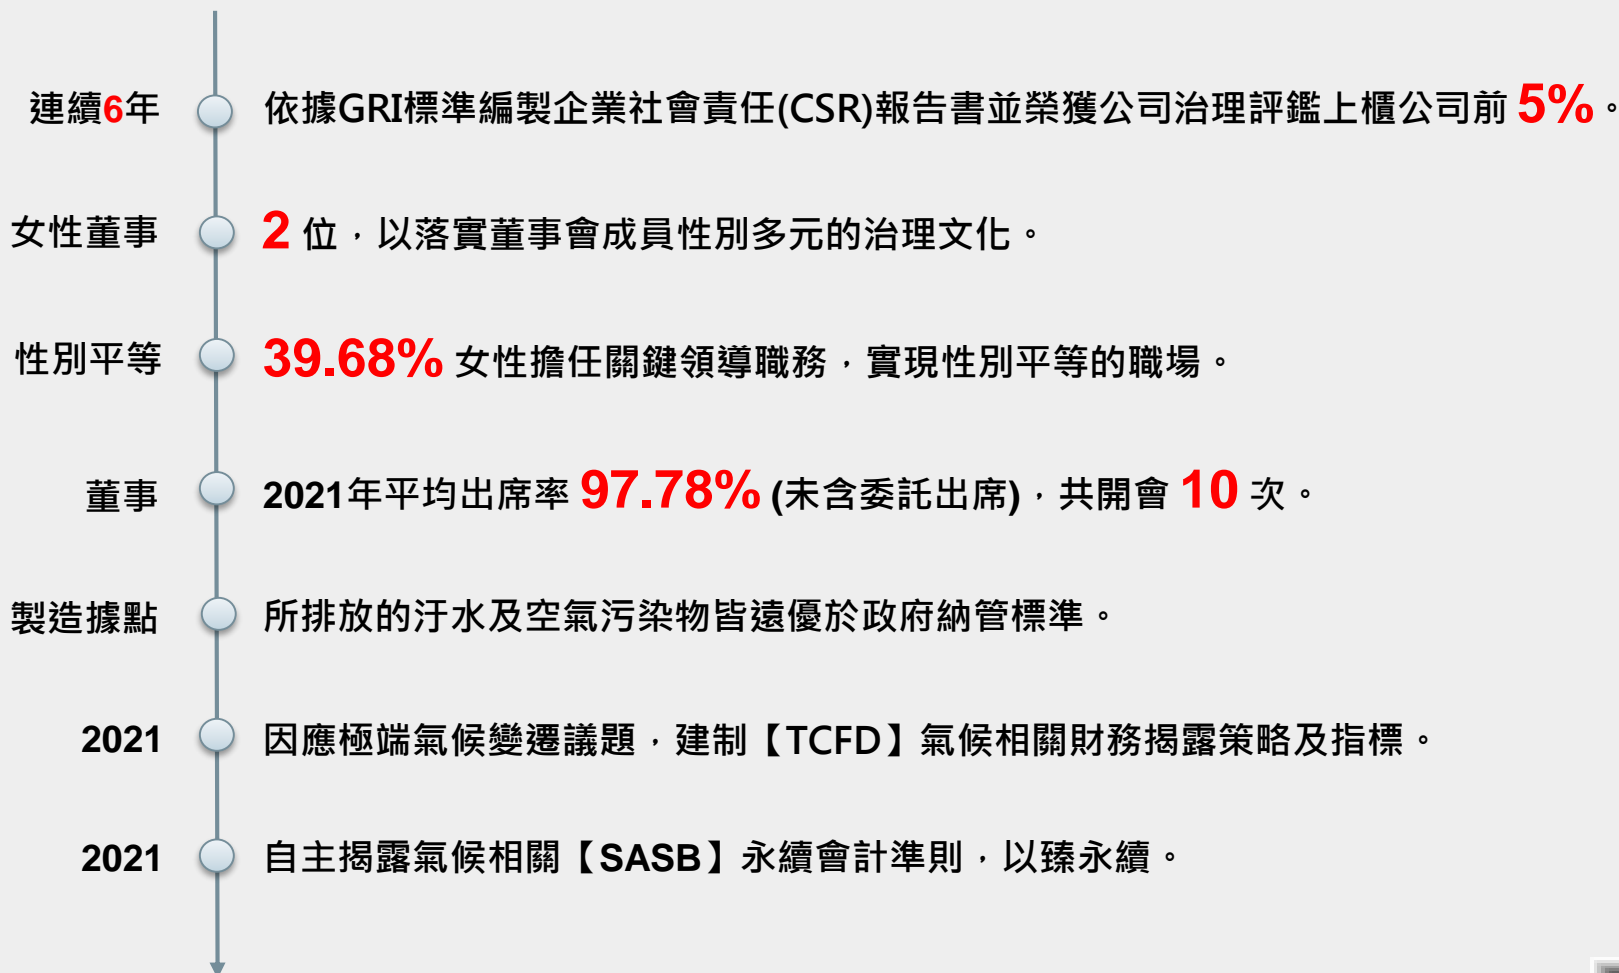 連續6年 依據GRI標準編製企業社會責任(CSR)報告書並榮獲公司治理評鑑上櫃公司前 5%。
女性董事 2 位，以落實董事會成員性別多元的治理文化。
性別平等 39.68% 女性擔任關鍵領導職務，實現性別平等的職場。
董事 2021年平均出席率 97.78% (未含委託出席)，共開會 10 次。
製造據點 所排放的汙水及空氣污染物皆遠優於政府納管標準。
2021 因應極端氣候變遷議題，建制【TCFD】氣候相關財務揭露策略及指標。
2021 自主揭露氣候相關【SASB】永續會計準則，以臻永續。